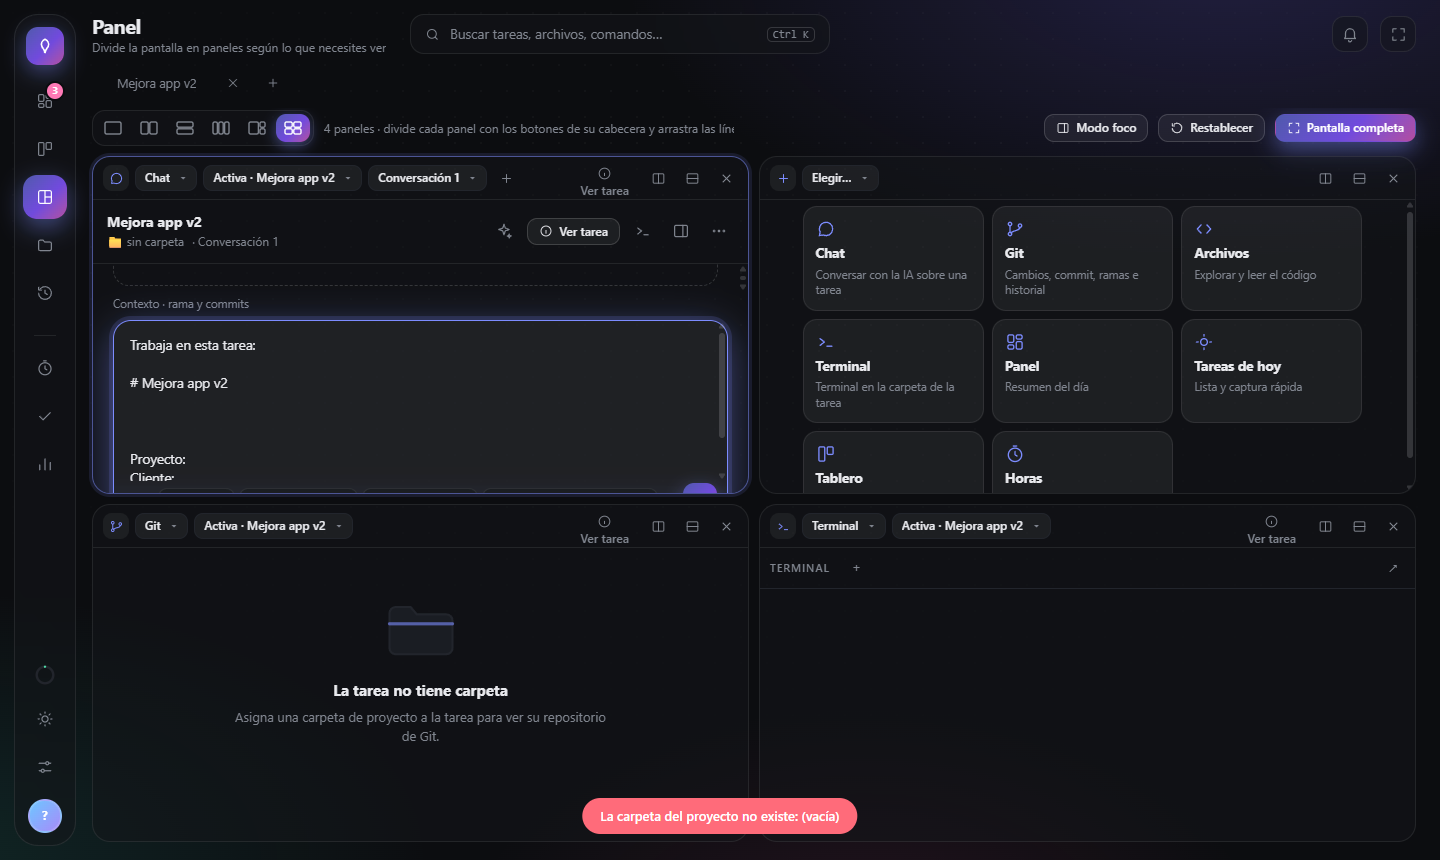 Panel
Divide la pantalla en paneles según lo que necesites ver
Buscar tareas, archivos, comandos...
Ctrl K
3
Mejora app v2
4 paneles · divide cada panel con los botones de su cabecera y arrastra las
Modo foco
Restablecer
Pantalla completa
Chat
Activa · Mejora app v2
Conversación 1
Ver tarea
Mejora app v2
sin carpeta · Conversación 1
Ver tarea
Contexto · rama y commits
Trabaja en esta tarea:
# Mejora app v2
Proyecto:
Cliente:
Elegir...
Chat
Conversar con la IA sobre una
tarea
Git
Cambios, commit, ramas e
historial
Archivos
Explorar y leer el código
Terminal
Terminal en la carpeta de la
tarea
Panel
Resumen del día
Tareas de hoy
Lista y captura rápida
Tablero
Horas
Git
Activa · Mejora app v2
Ver tarea
La tarea no tiene carpeta
Asigna una carpeta de proyecto a la tarea para ver su repositorio
de Git.
Terminal
Activa · Mejora app v2
Ver tarea
TERMINAL
La carpeta del proyecto no existe: (vacía)
?